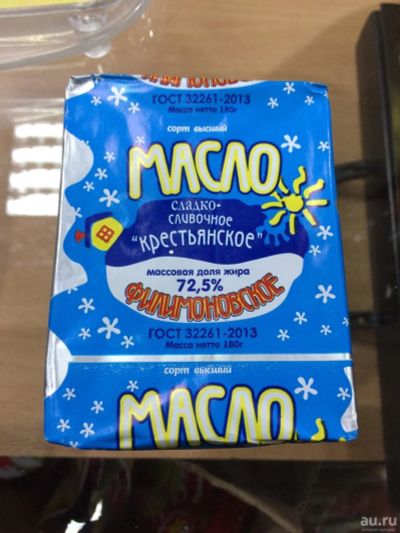 ФИЛИМОНОВСКОЕ
ГОСТ 32261-2013
Масса нетто 180г
сорт высший
МАСЛО
СЛАДКО-
СЛИВОЧНОЕ
"КРЕСТЬЯНСКОЕ"
массовая доля жира
72,5%
ФИЛИМОНОВСКОЕ
ГОСТ 32261-2013
Масса нетто 180г
сорт высший
МАСЛО
au.ru